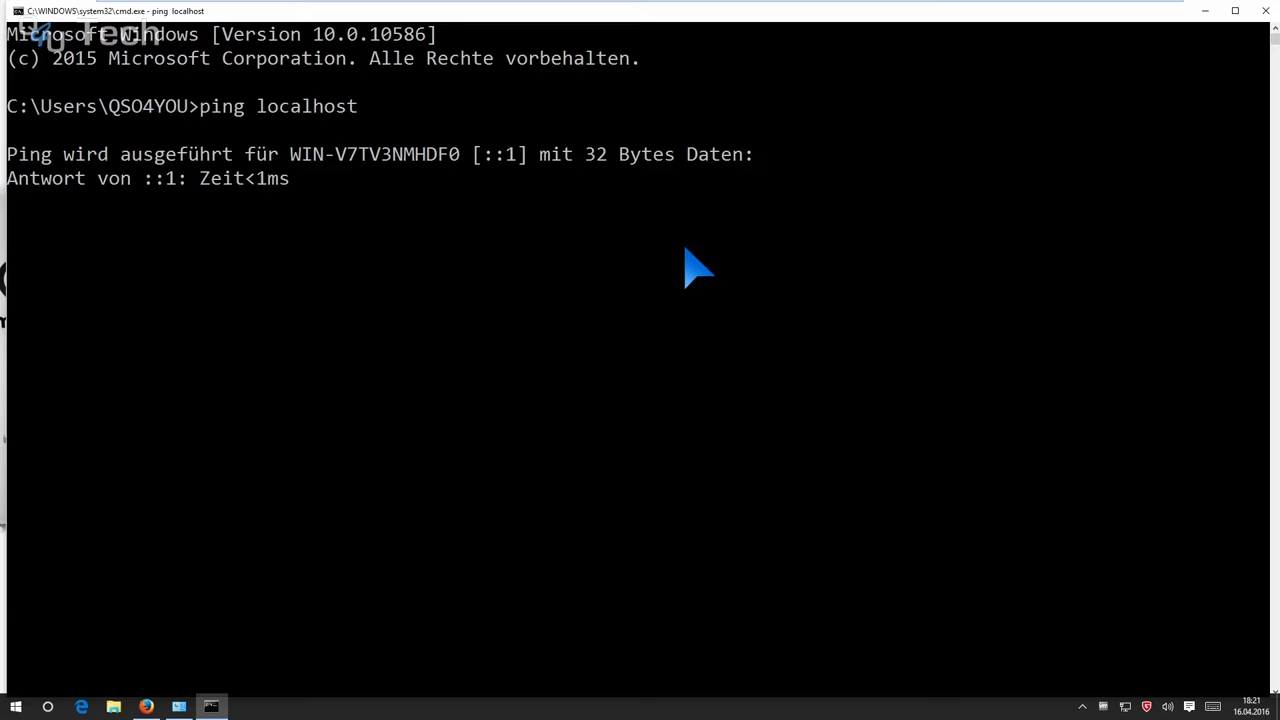 C:\WINDOWS\system32\cmd.exe - ping localhost
Tech
Microsoft Windows [Version 10.0.10586]
(c) 2015 Microsoft Corporation. Alle Rechte vorbehalten.
C:\Users\QSO4YOU>ping localhost
Ping wird ausgeführt für WIN-V7TV3NMHDF0 [::1] mit 32 Bytes Daten:
Antwort von ::1: Zeit<1ms
18:21
16.04.2016